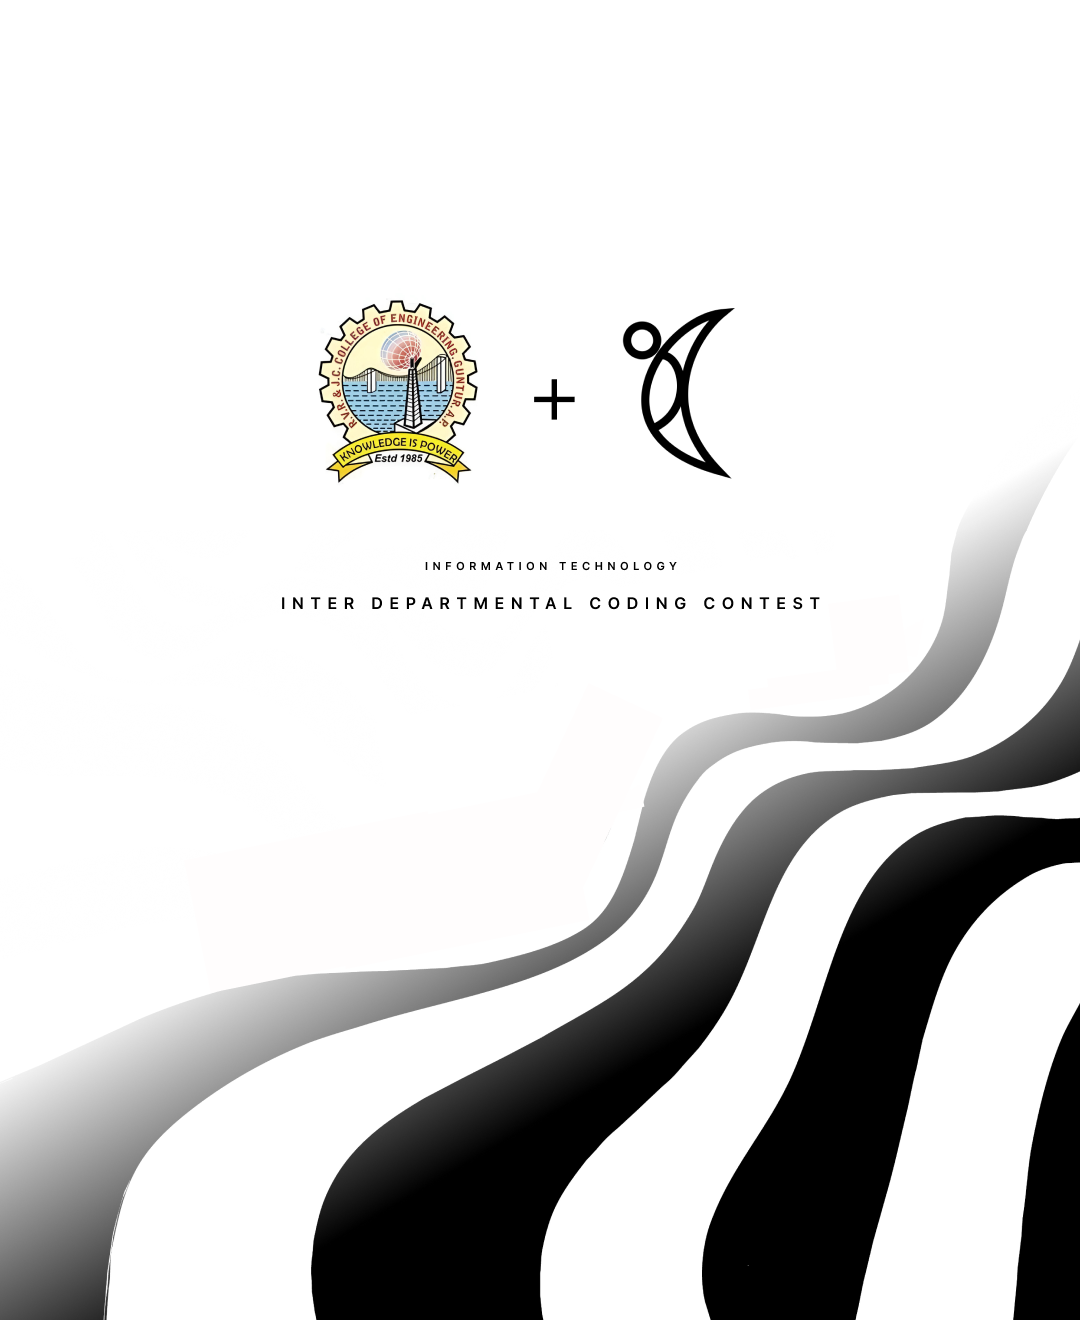 R.V.R. & J.C. COLLEGE OF ENGINEERING, GUNTUR. A.P.
KNOWLEDGE IS POWER
Estd 1985
INFORMATION TECHNOLOGY
INTER DEPARTMENTAL CODING CONTEST